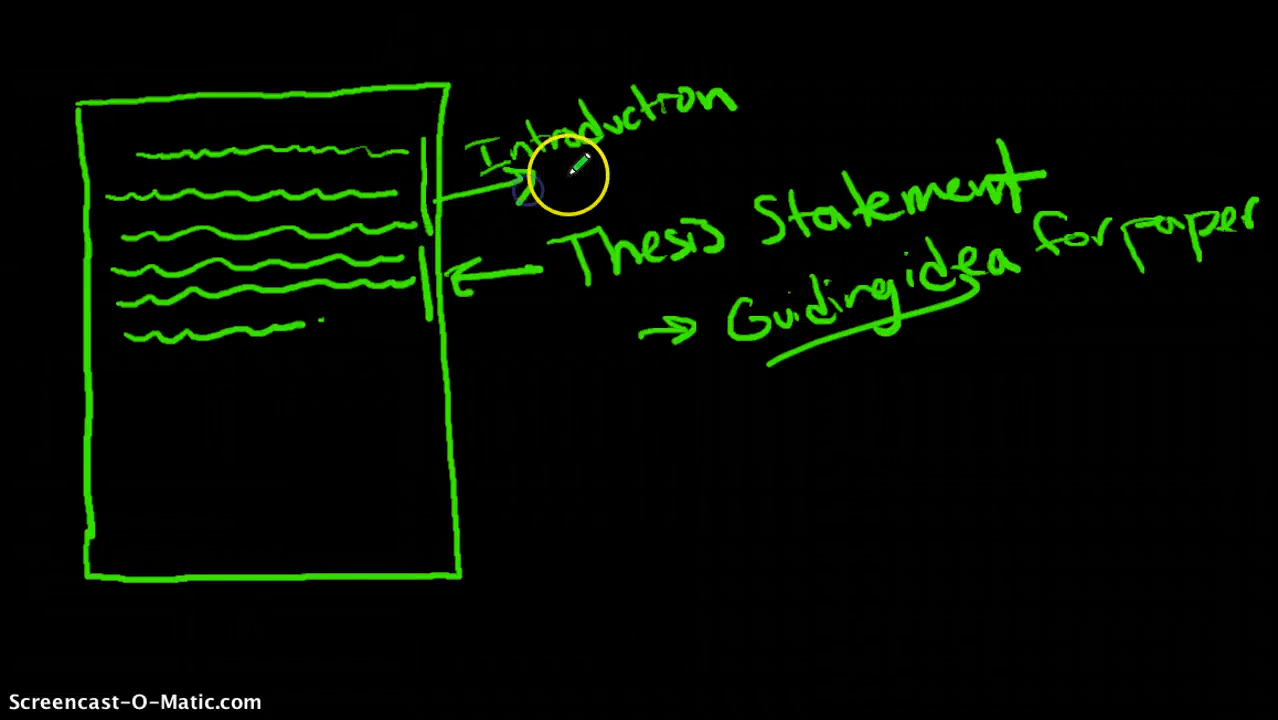 Introduction
Thesis Statement
→ Guiding idea for paper
Screencast-O-Matic.com